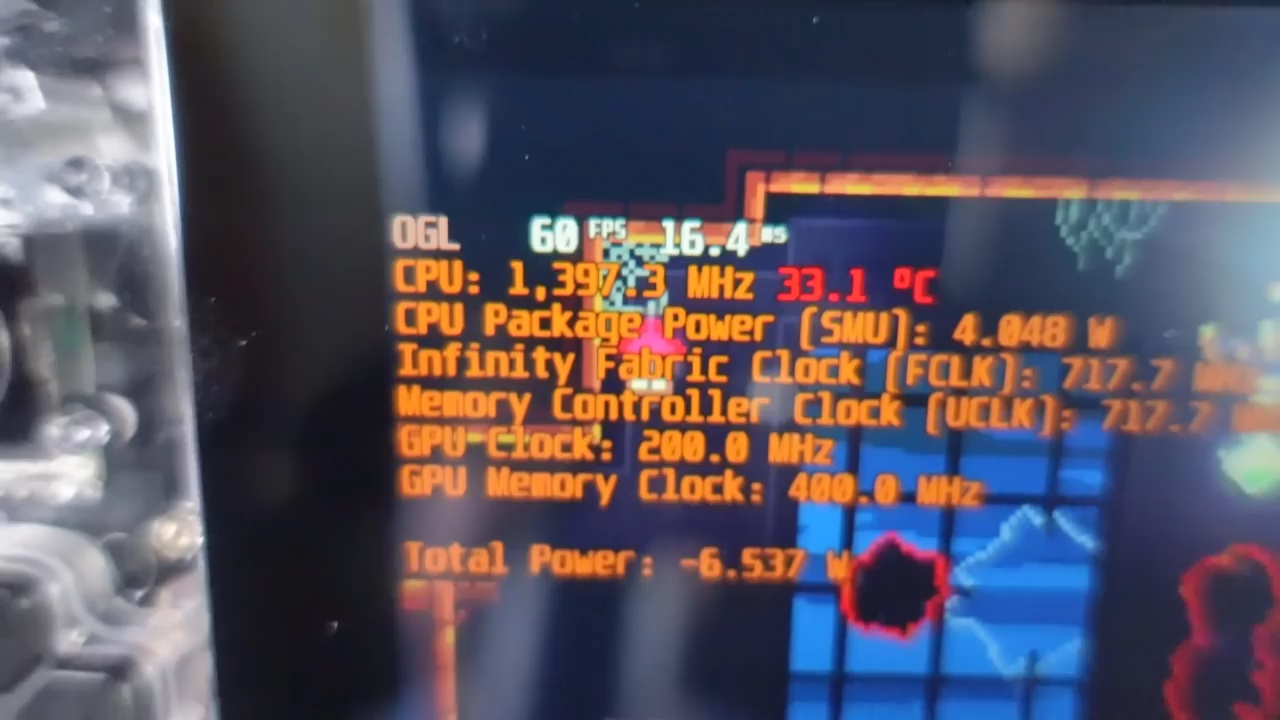 OGL 60 FPS 16.4 ms
CPU: 1,397.3 MHz 33.1 ºC
CPU Package Power (SMU): 4.048 W
Infinity Fabric Clock (FCLK): 717.7 MHz
Memory Controller Clock (UCLK): 717.7
GPU Clock: 200.0 MHz
GPU Memory Clock: 400.0 MHz
Total Power: -6.537 W